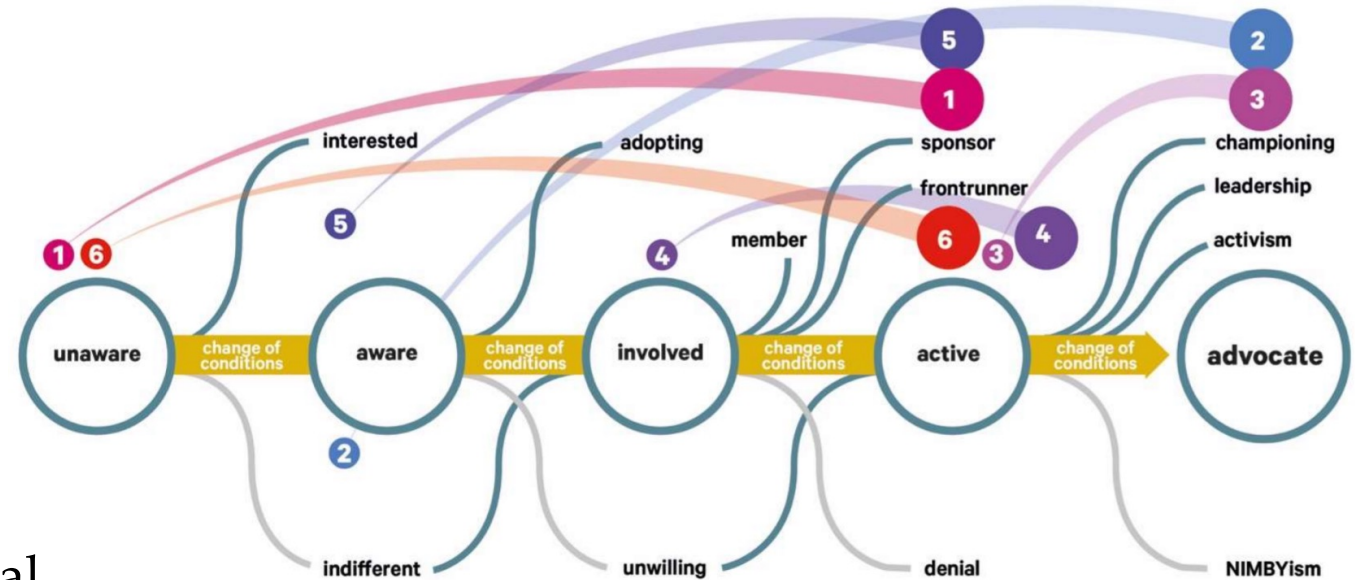 5
2
1
3
interested
adopting
sponsor
championing
frontrunner
leadership
5
member
activism
1
6
4
6
3
4
unaware
change of
conditions
aware
change of
conditions
involved
change of
conditions
active
change of
conditions
advocate
2
indifferent
unwilling
denial
NIMBYism
al